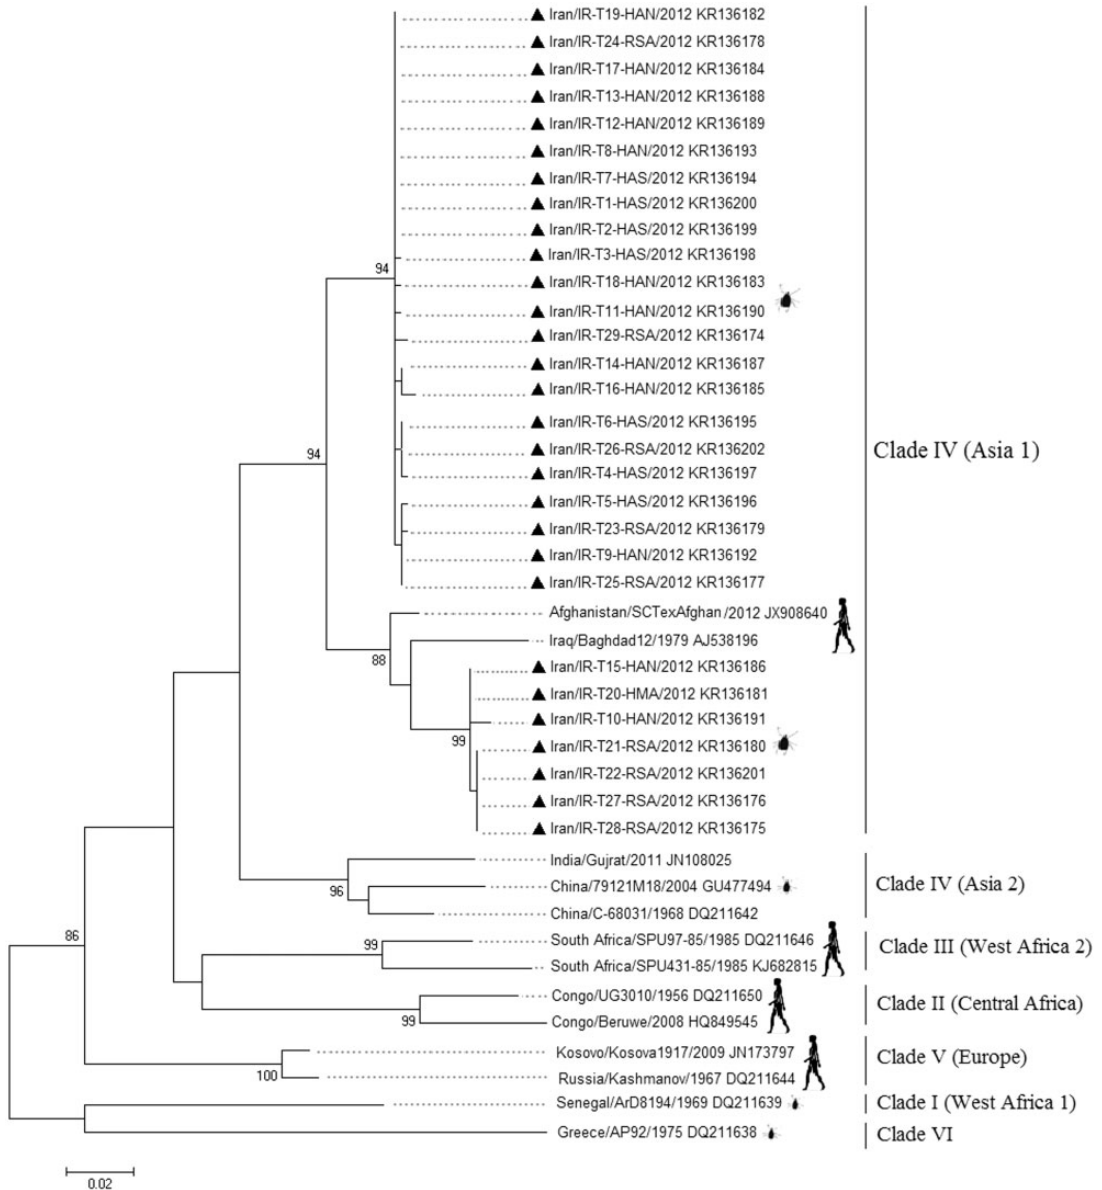 Iran/IR-T19-HAN/2012 KR136182
Iran/IR-T24-RSA/2012 KR136178
Iran/IR-T17-HAN/2012 KR136184
Iran/IR-T13-HAN/2012 KR136188
Iran/IR-T12-HAN/2012 KR136189
Iran/IR-T8-HAN/2012 KR136193
Iran/IR-T7-HAS/2012 KR136194
Iran/IR-T1-HAS/2012 KR136200
Iran/IR-T2-HAS/2012 KR136199
Iran/IR-T3-HAS/2012 KR136198
94
Iran/IR-T18-HAN/2012 KR136183
Iran/IR-T11-HAN/2012 KR136190
Iran/IR-T29-RSA/2012 KR136174
Iran/IR-T14-HAN/2012 KR136187
Iran/IR-T16-HAN/2012 KR136185
Iran/IR-T6-HAS/2012 KR136195
94
Iran/IR-T26-RSA/2012 KR136202
Clade IV (Asia 1)
Iran/IR-T4-HAS/2012 KR136197
Iran/IR-T5-HAS/2012 KR136196
Iran/IR-T23-RSA/2012 KR136179
Iran/IR-T9-HAN/2012 KR136192
Iran/IR-T25-RSA/2012 KR136177
Afghanistan/SCTexAfghan/2012 JX908640
Iraq/Baghdad12/1979 AJ538196
88
Iran/IR-T15-HAN/2012 KR136186
Iran/IR-T20-HMA/2012 KR136181
Iran/IR-T10-HAN/2012 KR136191
99
Iran/IR-T21-RSA/2012 KR136180
Iran/IR-T22-RSA/2012 KR136201
Iran/IR-T27-RSA/2012 KR136176
Iran/IR-T28-RSA/2012 KR136175
India/Gujrat/2011 JN108025
96
China/79121M18/2004 GU477494
Clade IV (Asia 2)
China/C-68031/1968 DQ211642
86
99
South Africa/SPU97-85/1985 DQ211646
Clade III (West Africa 2)
South Africa/SPU431-85/1985 KJ682815
Congo/UG3010/1956 DQ211650
Clade II (Central Africa)
99
Congo/Beruwe/2008 HQ849545
Kosovo/Kosova1917/2009 JN173797
Clade V (Europe)
100
Russia/Kashmanov/1967 DQ211644
Senegal/ArD8194/1969 DQ211639
Clade I (West Africa 1)
Greece/AP92/1975 DQ211638
Clade VI
0.02